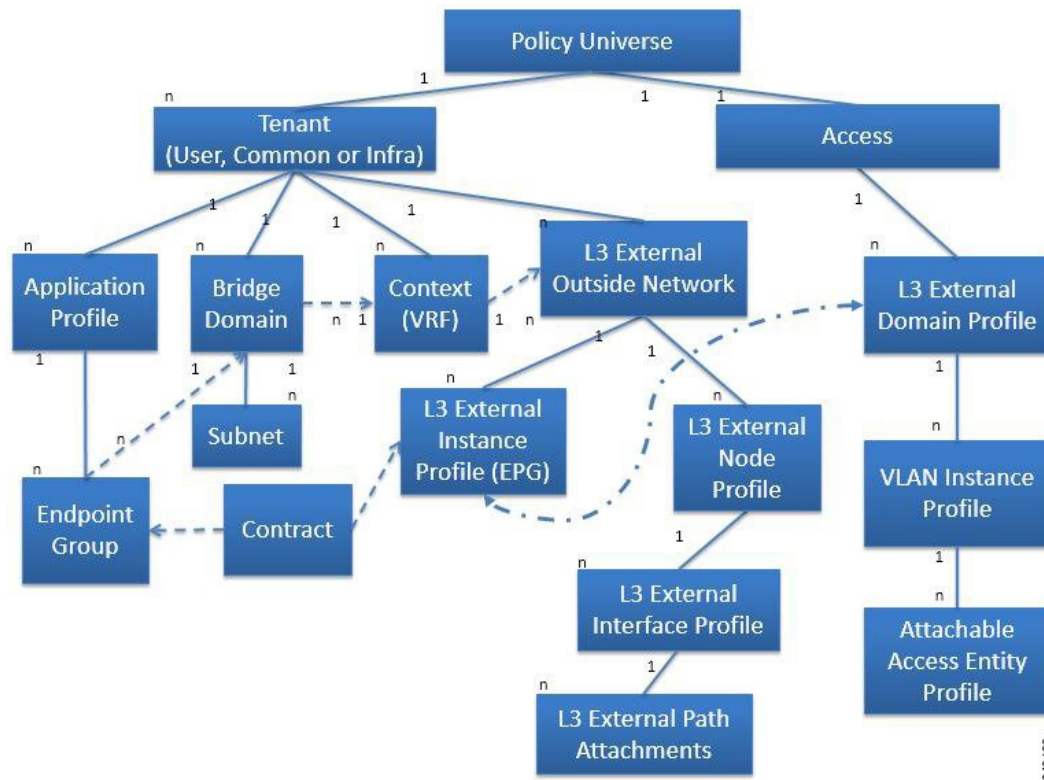 Policy Universe
1
1
1
n
Tenant
(User, Common or Infra)
Access
1
1
1
1
1
n
n
n
n
n
Application
Profile
Bridge
Domain
Context
(VRF)
L3 External
Outside Network
L3 External
Domain Profile
n
1
1
n
1
1
1
1
1
1
n
n
n
n
n
Subnet
L3 External
Instance
Profile (EPG)
L3 External
Node
Profile
VLAN Instance
Profile
n
Endpoint
Group
Contract
1
1
n
n
L3 External
Interface Profile
Attachable
Access Entity
Profile
1
n
L3 External Path
Attachments